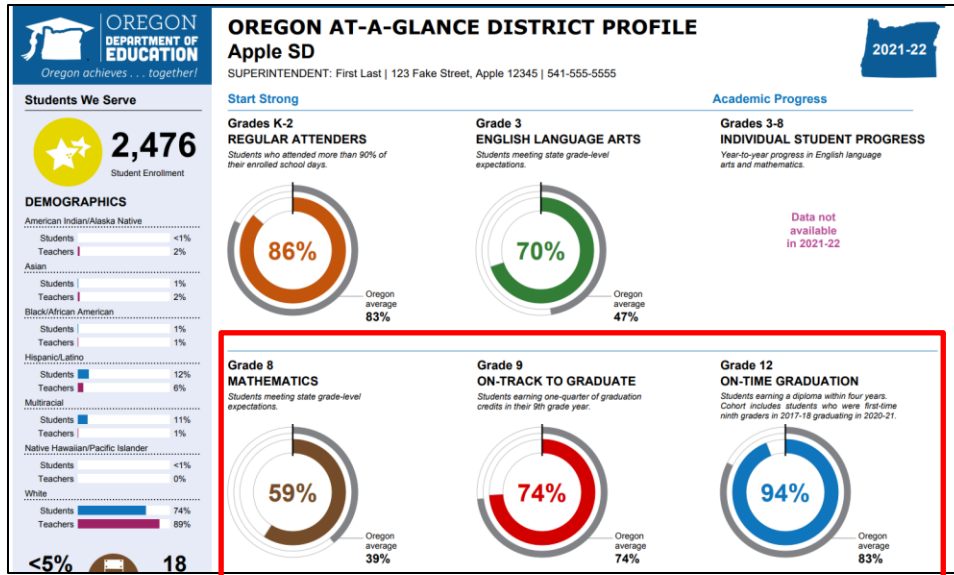 OREGON
DEPARTMENT OF
EDUCATION
Oregon achieves . . . together!
OREGON AT-A-GLANCE DISTRICT PROFILE
Apple SD
SUPERINTENDENT: First Last | 123 Fake Street, Apple 12345 | 541-555-5555
2021-22
Students We Serve
2,476
Student Enrollment
DEMOGRAPHICS
American Indian/Alaska Native
Students <1%
Teachers 2%
Asian
Students 1%
Teachers 2%
Black/African American
Students 1%
Teachers 1%
Hispanic/Latino
Students 12%
Teachers 6%
Multiracial
Students 11%
Teachers 1%
Native Hawaiian/Pacific Islander
Students <1%
Teachers 0%
White
Students 74%
Teachers 89%
<5%
18
Start Strong
Grades K-2
REGULAR ATTENDERS
Students who attended more than 90% of
their enrolled school days.
86%
Oregon
average
83%
Grade 3
ENGLISH LANGUAGE ARTS
Students meeting state grade-level
expectations.
70%
Oregon
average
47%
Academic Progress
Grades 3-8
INDIVIDUAL STUDENT PROGRESS
Year-to-year progress in English language
arts and mathematics.
Data not
available
in 2021-22
Grade 8
MATHEMATICS
Students meeting state grade-level
expectations.
59%
Oregon
average
39%
Grade 9
ON-TRACK TO GRADUATE
Students earning one-quarter of graduation
credits in their 9th grade year.
74%
Oregon
average
74%
Grade 12
ON-TIME GRADUATION
Students earning a diploma within four years.
Cohort includes students who were first-time
ninth graders in 2017-18 graduating in 2020-21.
94%
Oregon
average
83%